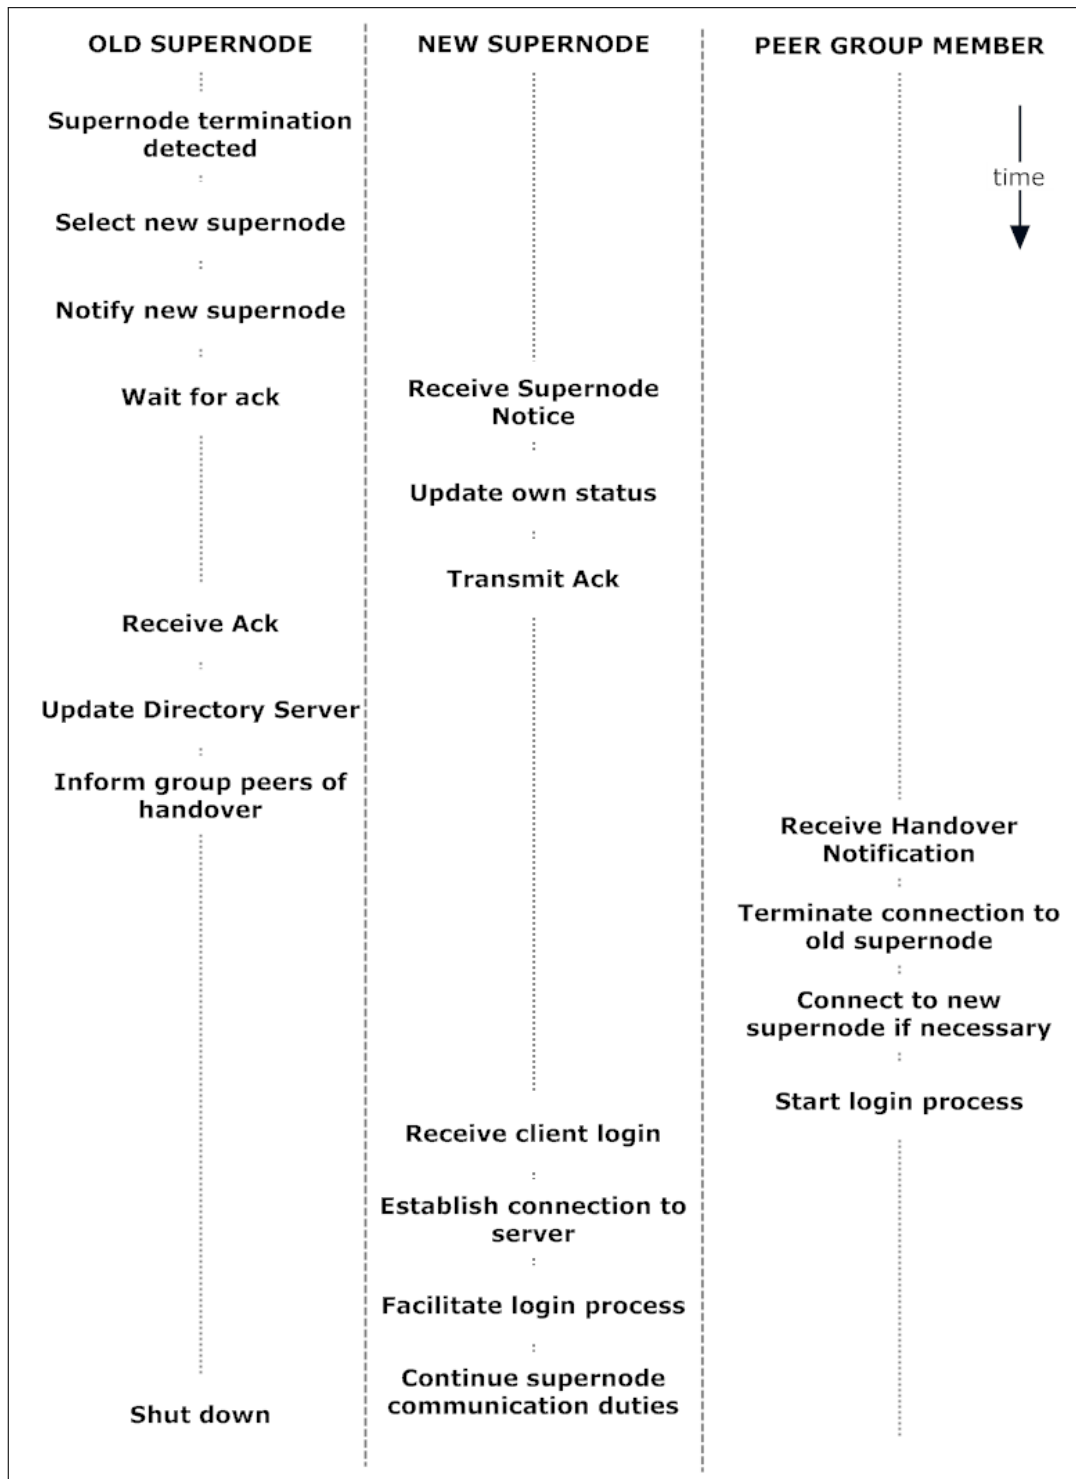 OLD SUPERNODE
NEW SUPERNODE
PEER GROUP MEMBER
time
Supernode termination
detected
Select new supernode
Notify new supernode
Wait for ack
Receive Ack
Update Directory Server
Inform group peers of
handover
Shut down
Receive Supernode
Notice
Update own status
Transmit Ack
Receive client login
Establish connection to
server
Facilitate login process
Continue supernode
communication duties
Receive Handover
Notification
Terminate connection to
old supernode
Connect to new
supernode if necessary
Start login process